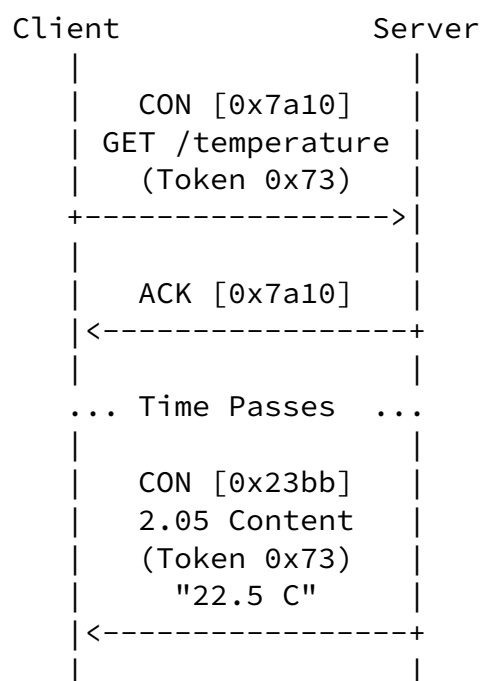 Client Server
CON [0x7a10]
GET /temperature
(Token 0x73)
ACK [0x7a10]
... Time Passes ...
CON [0x23bb]
2.05 Content
(Token 0x73)
"22.5 C"